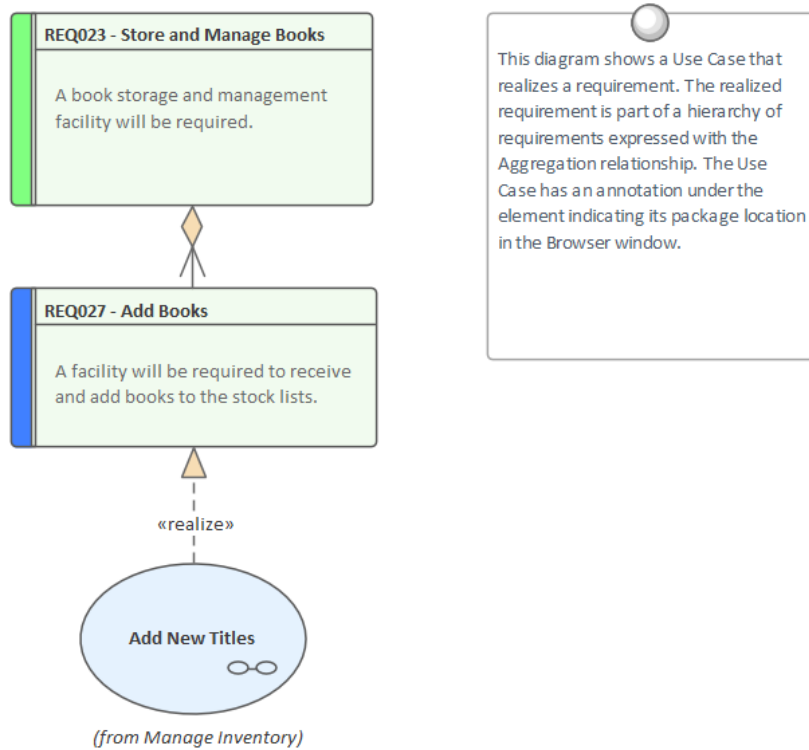 REQ023 - Store and Manage Books
A book storage and management
facility will be required.
REQ027 - Add Books
A facility will be required to receive
and add books to the stock lists.
«realize»
Add New Titles
(from Manage Inventory)
This diagram shows a Use Case that
realizes a requirement. The realized
requirement is part of a hierarchy of
requirements expressed with the
Aggregation relationship. The Use
Case has an annotation under the
element indicating its package location
in the Browser window.